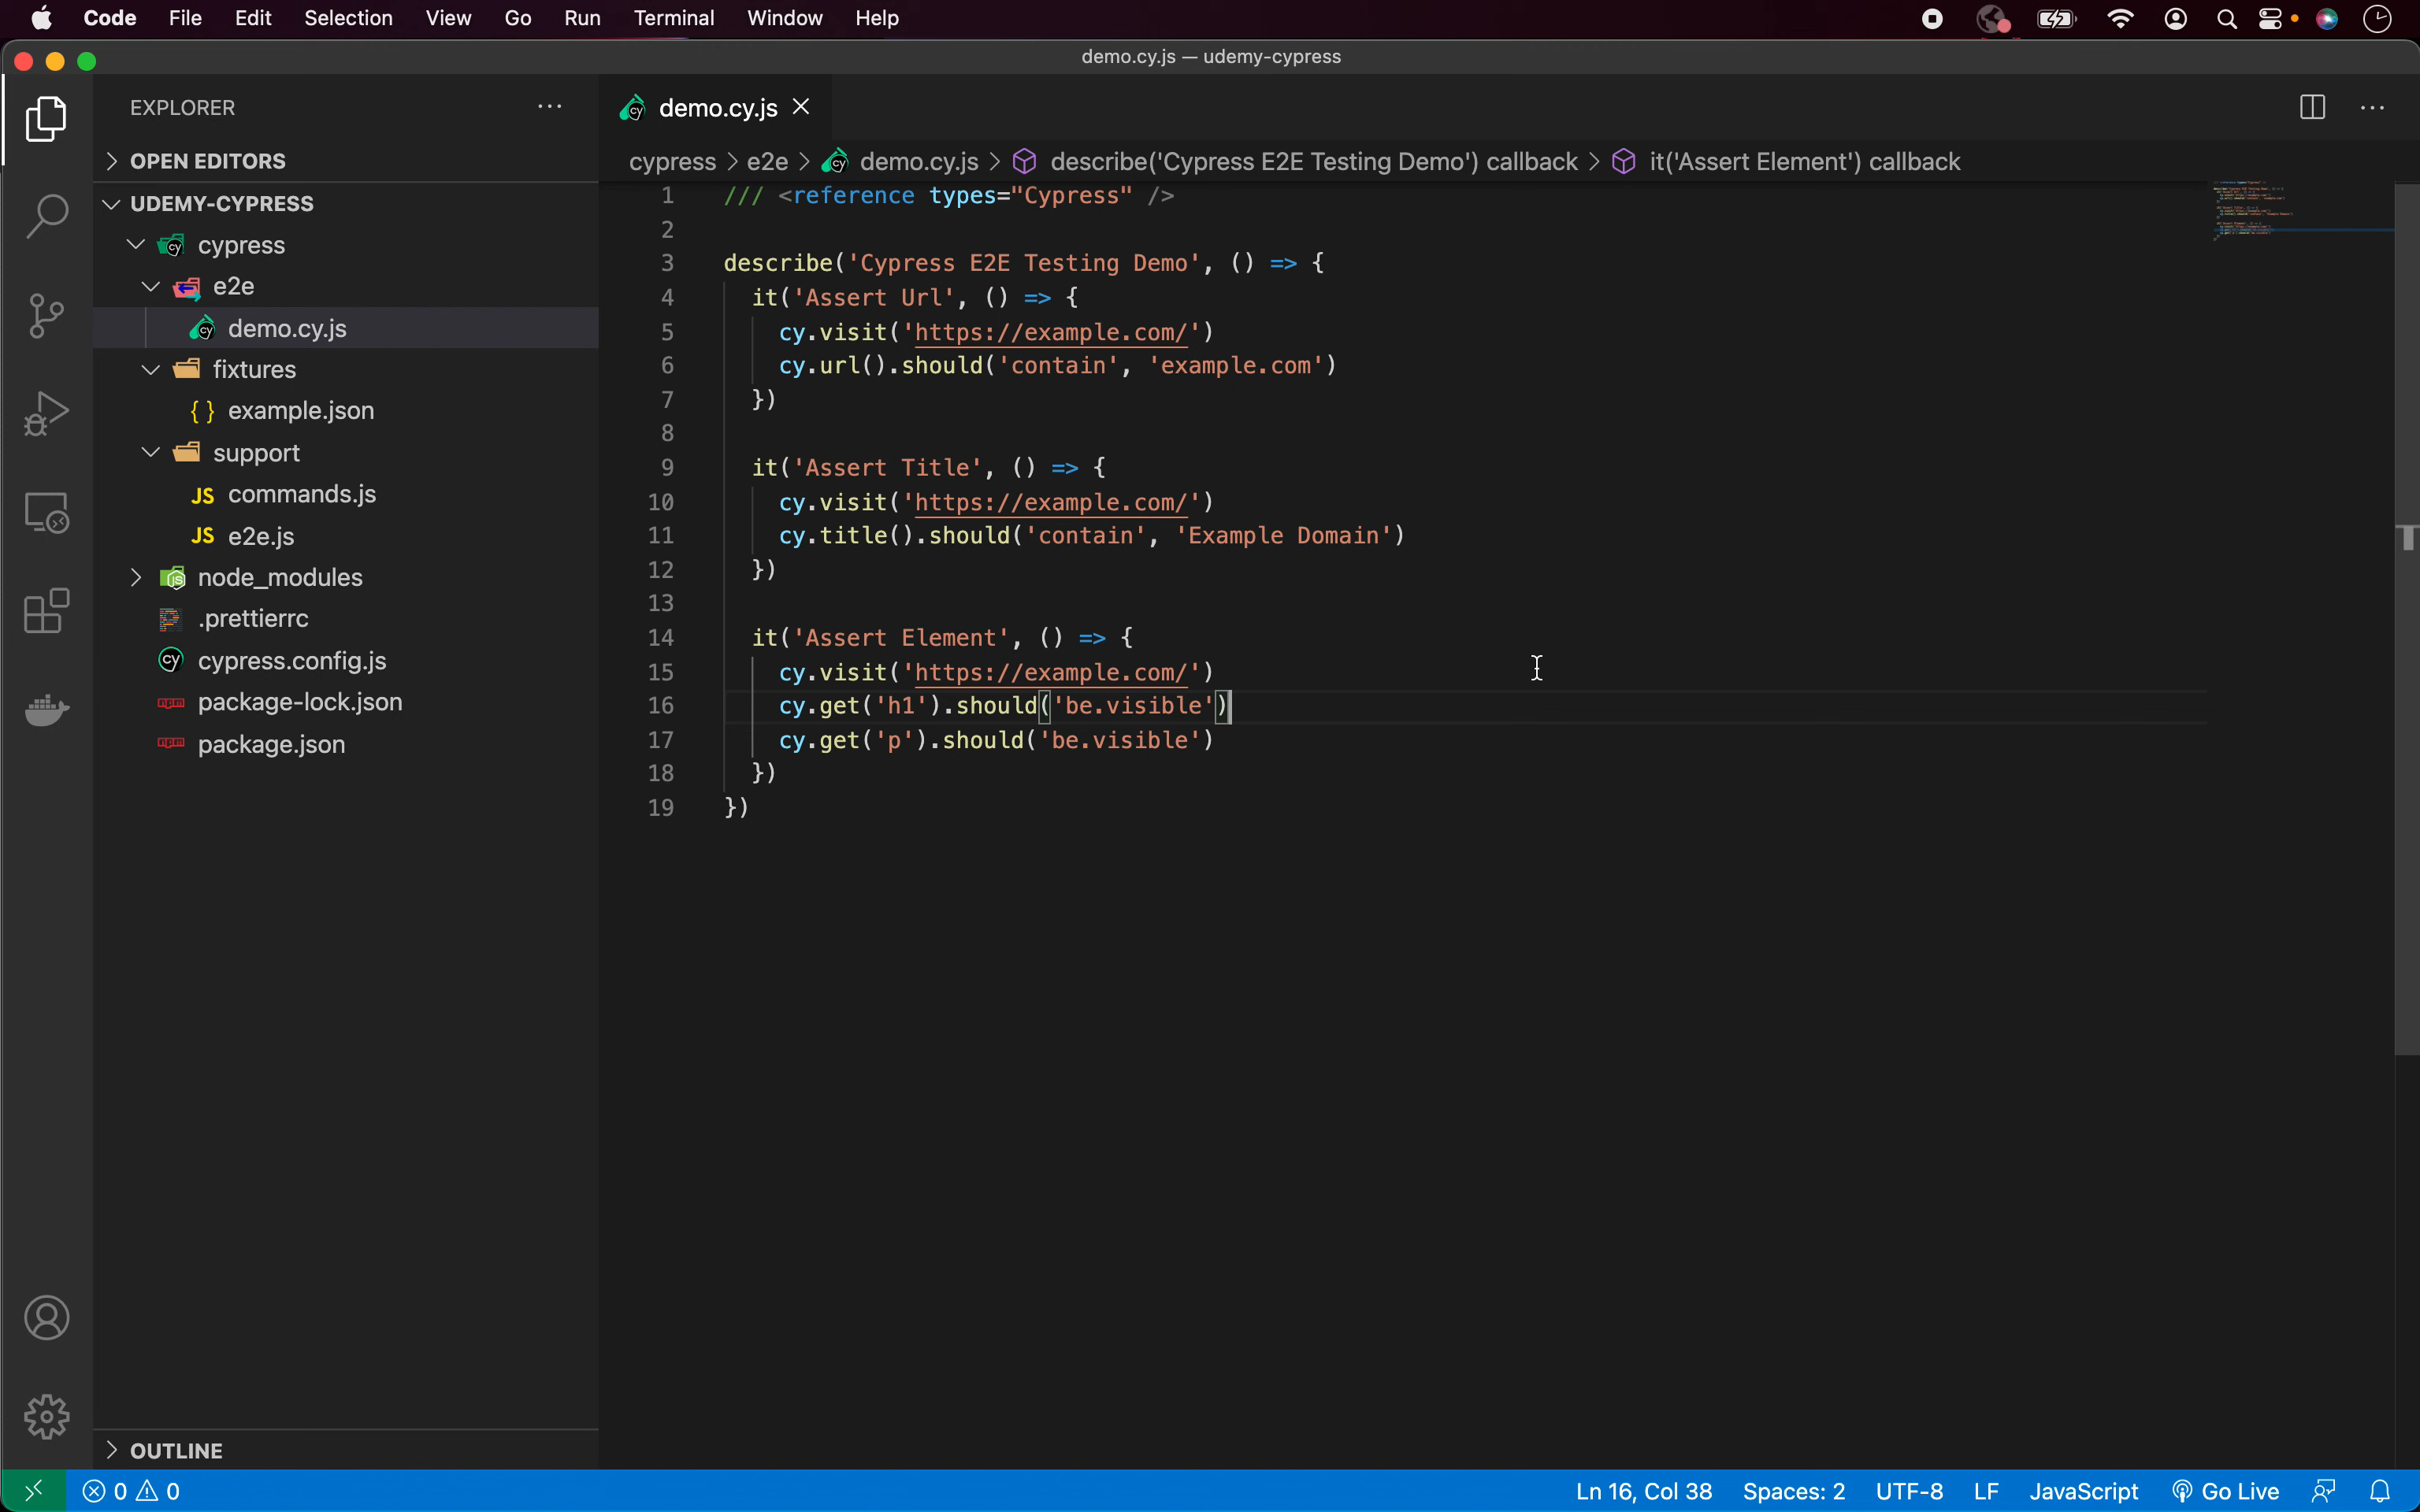 Code File Edit Selection View Go Run Terminal Window Help
demo.cy.js — udemy-cypress
EXPLORER
demo.cy.js
OPEN EDITORS
cypress > e2e > demo.cy.js > describe('Cypress E2E Testing Demo') callback > it('Assert Element') callback
UDEMY-CYPRESS
cypress
e2e
demo.cy.js
fixtures
{ } example.json
support
JS commands.js
JS e2e.js
node_modules
.prettierrc
cypress.config.js
package-lock.json
package.json
OUTLINE
1 /// <reference types="Cypress" />
2
3 describe('Cypress E2E Testing Demo', () => {
4 it('Assert Url', () => {
5 cy.visit('https://example.com/')
6 cy.url().should('contain', 'example.com')
7 })
8
9 it('Assert Title', () => {
10 cy.visit('https://example.com/')
11 cy.title().should('contain', 'Example Domain')
12 })
13
14 it('Assert Element', () => {
15 cy.visit('https://example.com/')
16 cy.get('h1').should('be.visible')
17 cy.get('p').should('be.visible')
18 })
19 })
0 0 Ln 16, Col 38 Spaces: 2 UTF-8 LF JavaScript Go Live